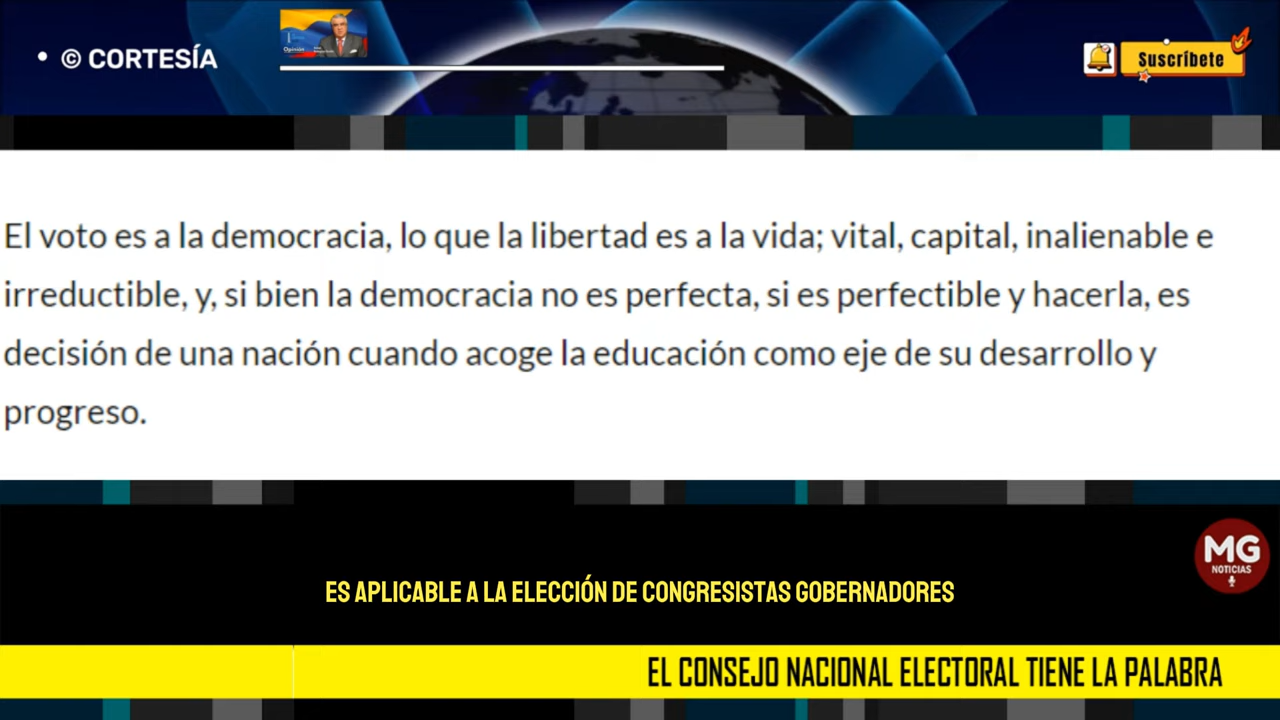 • © CORTESÍA
Opinión
Suscríbete
El voto es a la democracia, lo que la libertad es a la vida; vital, capital, inalienable e
irreductible, y, si bien la democracia no es perfecta, si es perfectible y hacerla, es
decisión de una nación cuando acoge la educación como eje de su desarrollo y
progreso.
MG
NOTICIAS
ES APLICABLE A LA ELECCIÓN DE CONGRESISTAS GOBERNADORES
EL CONSEJO NACIONAL ELECTORAL TIENE LA PALABRA